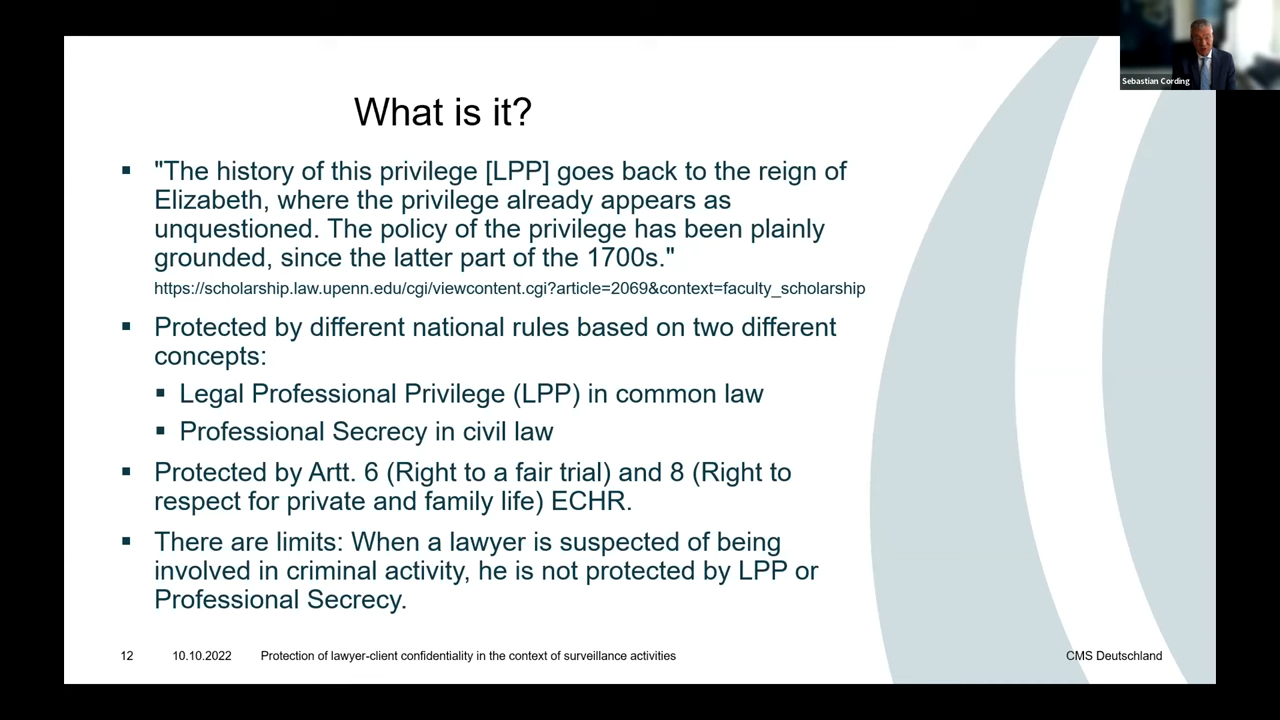 Sebastian Cording
What is it?
▪ "The history of this privilege [LPP] goes back to the reign of
Elizabeth, where the privilege already appears as
unquestioned. The policy of the privilege has been plainly
grounded, since the latter part of the 1700s."
https://scholarship.law.upenn.edu/cgi/viewcontent.cgi?article=2069&context=faculty_scholarship
▪ Protected by different national rules based on two different
concepts:
▪ Legal Professional Privilege (LPP) in common law
▪ Professional Secrecy in civil law
▪ Protected by Artt. 6 (Right to a fair trial) and 8 (Right to
respect for private and family life) ECHR.
▪ There are limits: When a lawyer is suspected of being
involved in criminal activity, he is not protected by LPP or
Professional Secrecy.
12 10.10.2022 Protection of lawyer-client confidentiality in the context of surveillance activities CMS Deutschland